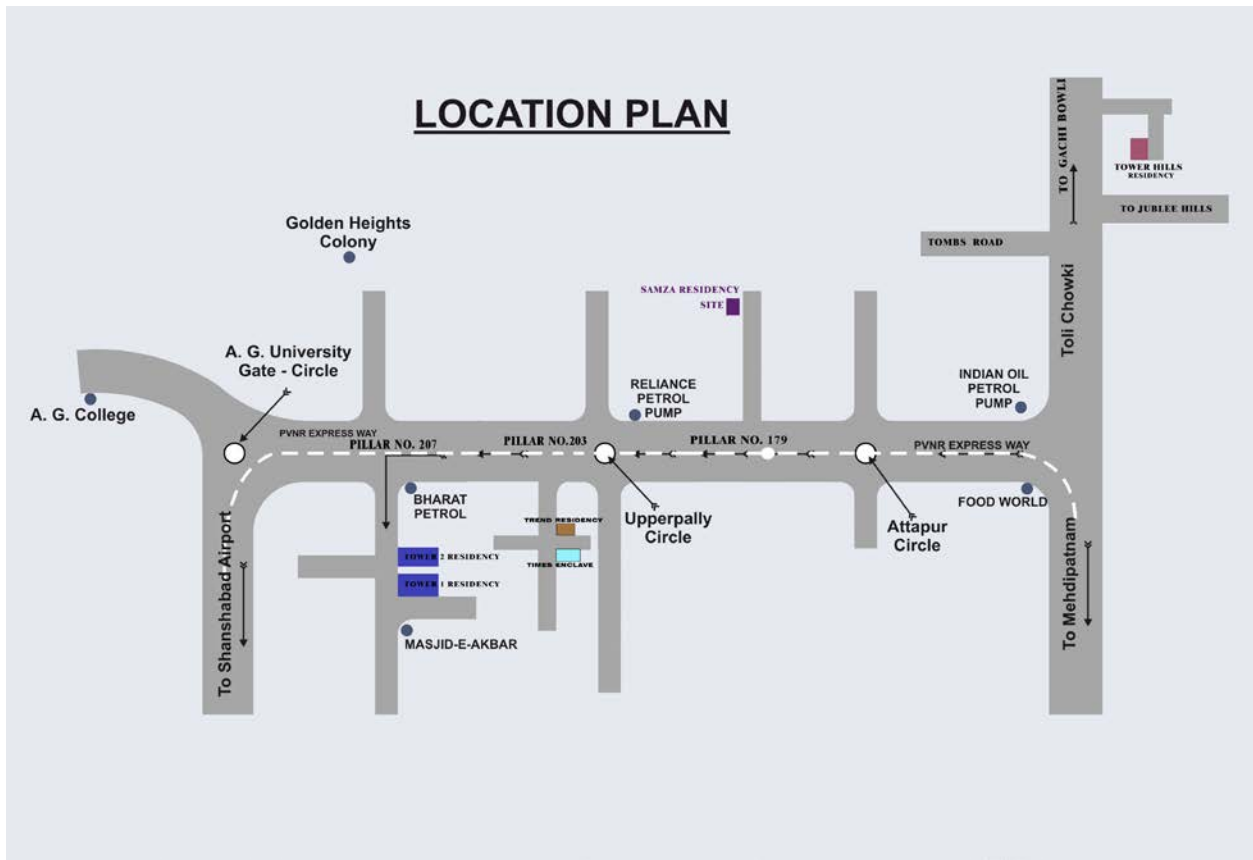 LOCATION PLAN
TO GACHI BOWLI
TOWER HILLS
RESIDENCY
TO JUBLEE HILLS
TOMBS ROAD
Toli Chowki
Golden Heights
Colony
SAMZA RESIDENCY
SITE
A. G. University
Gate - Circle
A. G. College
RELIANCE
PETROL
PUMP
INDIAN OIL
PETROL
PUMP
PVNR EXPRESS WAY
PILLAR NO. 207
PILLAR NO.203
PILLAR NO. 179
PVNR EXPRESS WAY
BHARAT
PETROL
Upperpally
Circle
Attapur
Circle
FOOD WORLD
TREND RESIDENCY
TIMES ENCLAVE
TOWER 2 RESIDENCY
TOWER 1 RESIDENCY
MASJID-E-AKBAR
To Shanshabad Airport
To Mehdipatnam